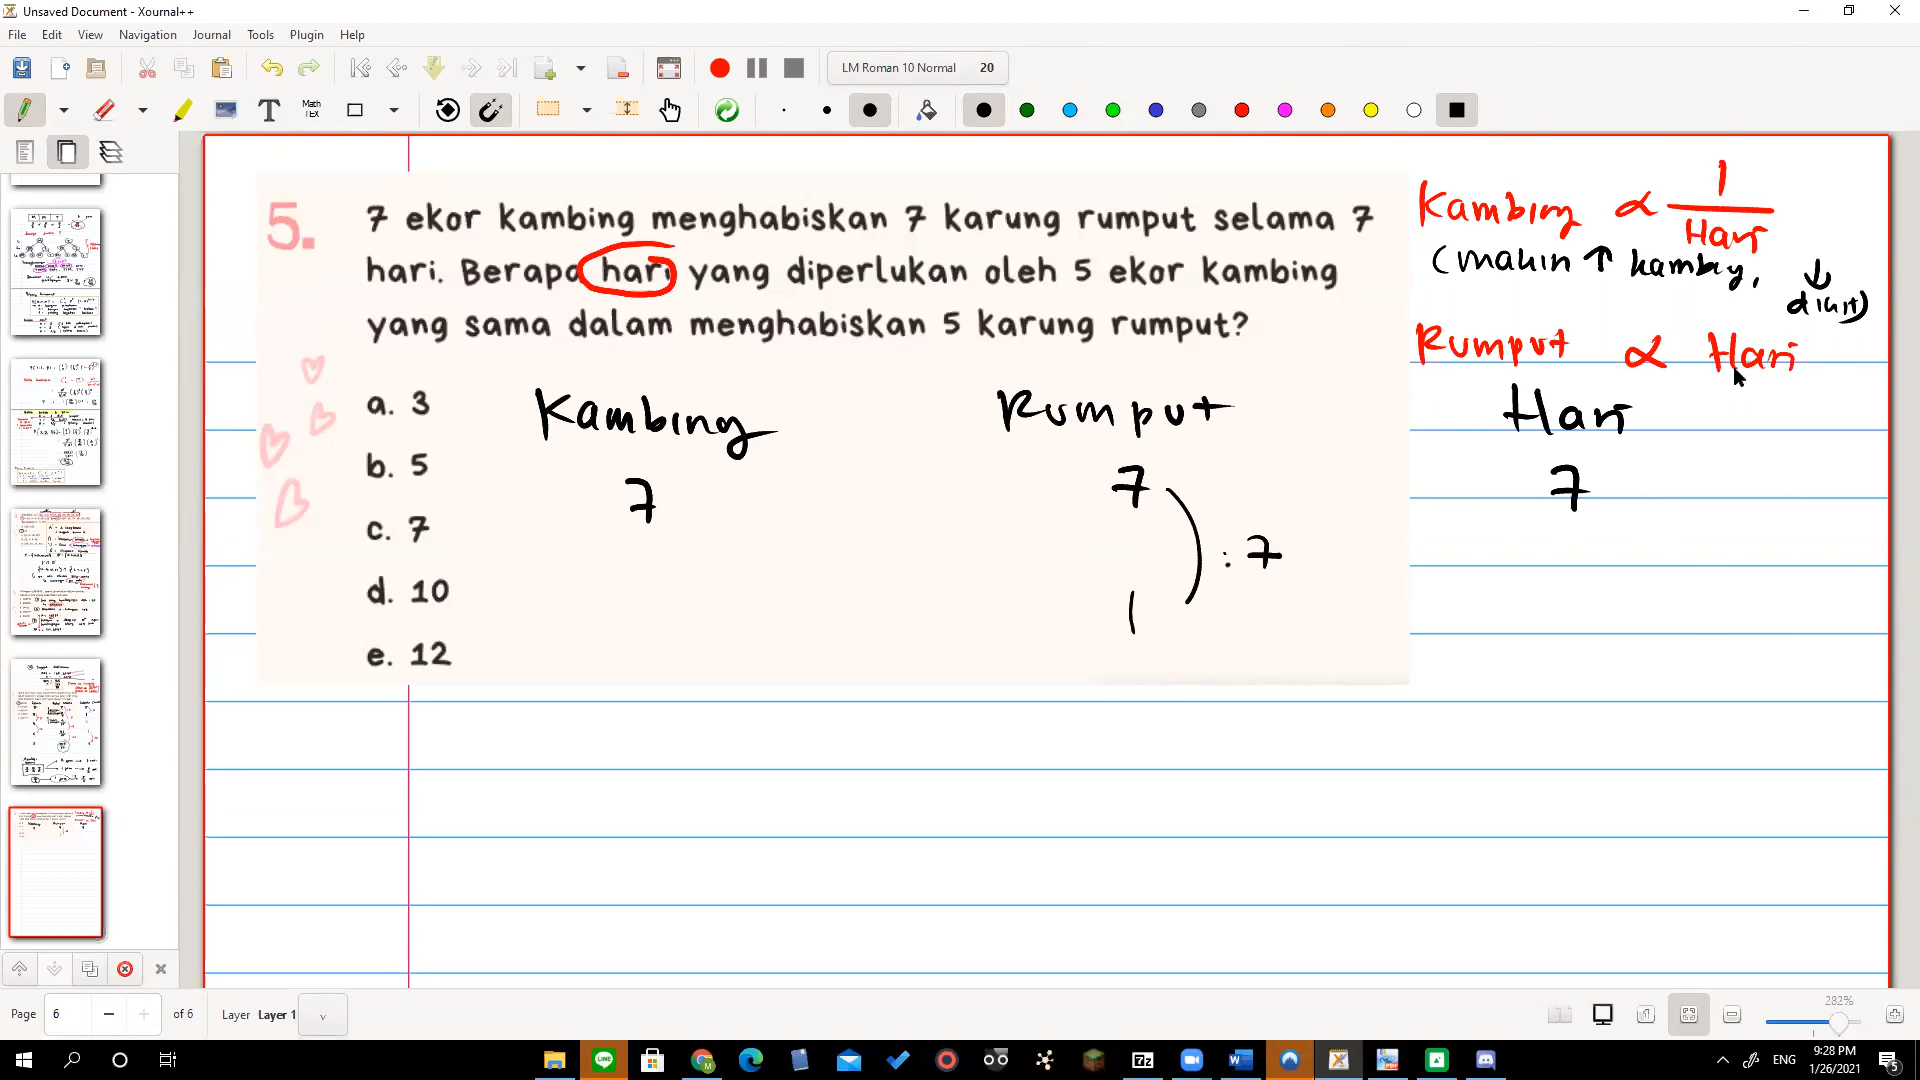 Unsaved Document - Xournal++
File Edit View Navigation Journal Tools Plugin Help
LM Roman 10 Normal 20
Math
TEX
5. 7 ekor kambing menghabiskan 7 karung rumput selama 7
hari. Berapa hari yang diperlukan oleh 5 ekor kambing
yang sama dalam menghabiskan 5 karung rumput?
a. 3
b. 5
c. 7
d. 10
e. 12
Kambing ∝ 1/Hari
(makin ↑ kambing, ↓
dikit)
Rumput ∝ Hari
Kambing Rumput Hari
7 7 7
: 7
1
Page 6 of 6 Layer Layer 1
282%
ENG
9:28 PM
1/26/2021
5